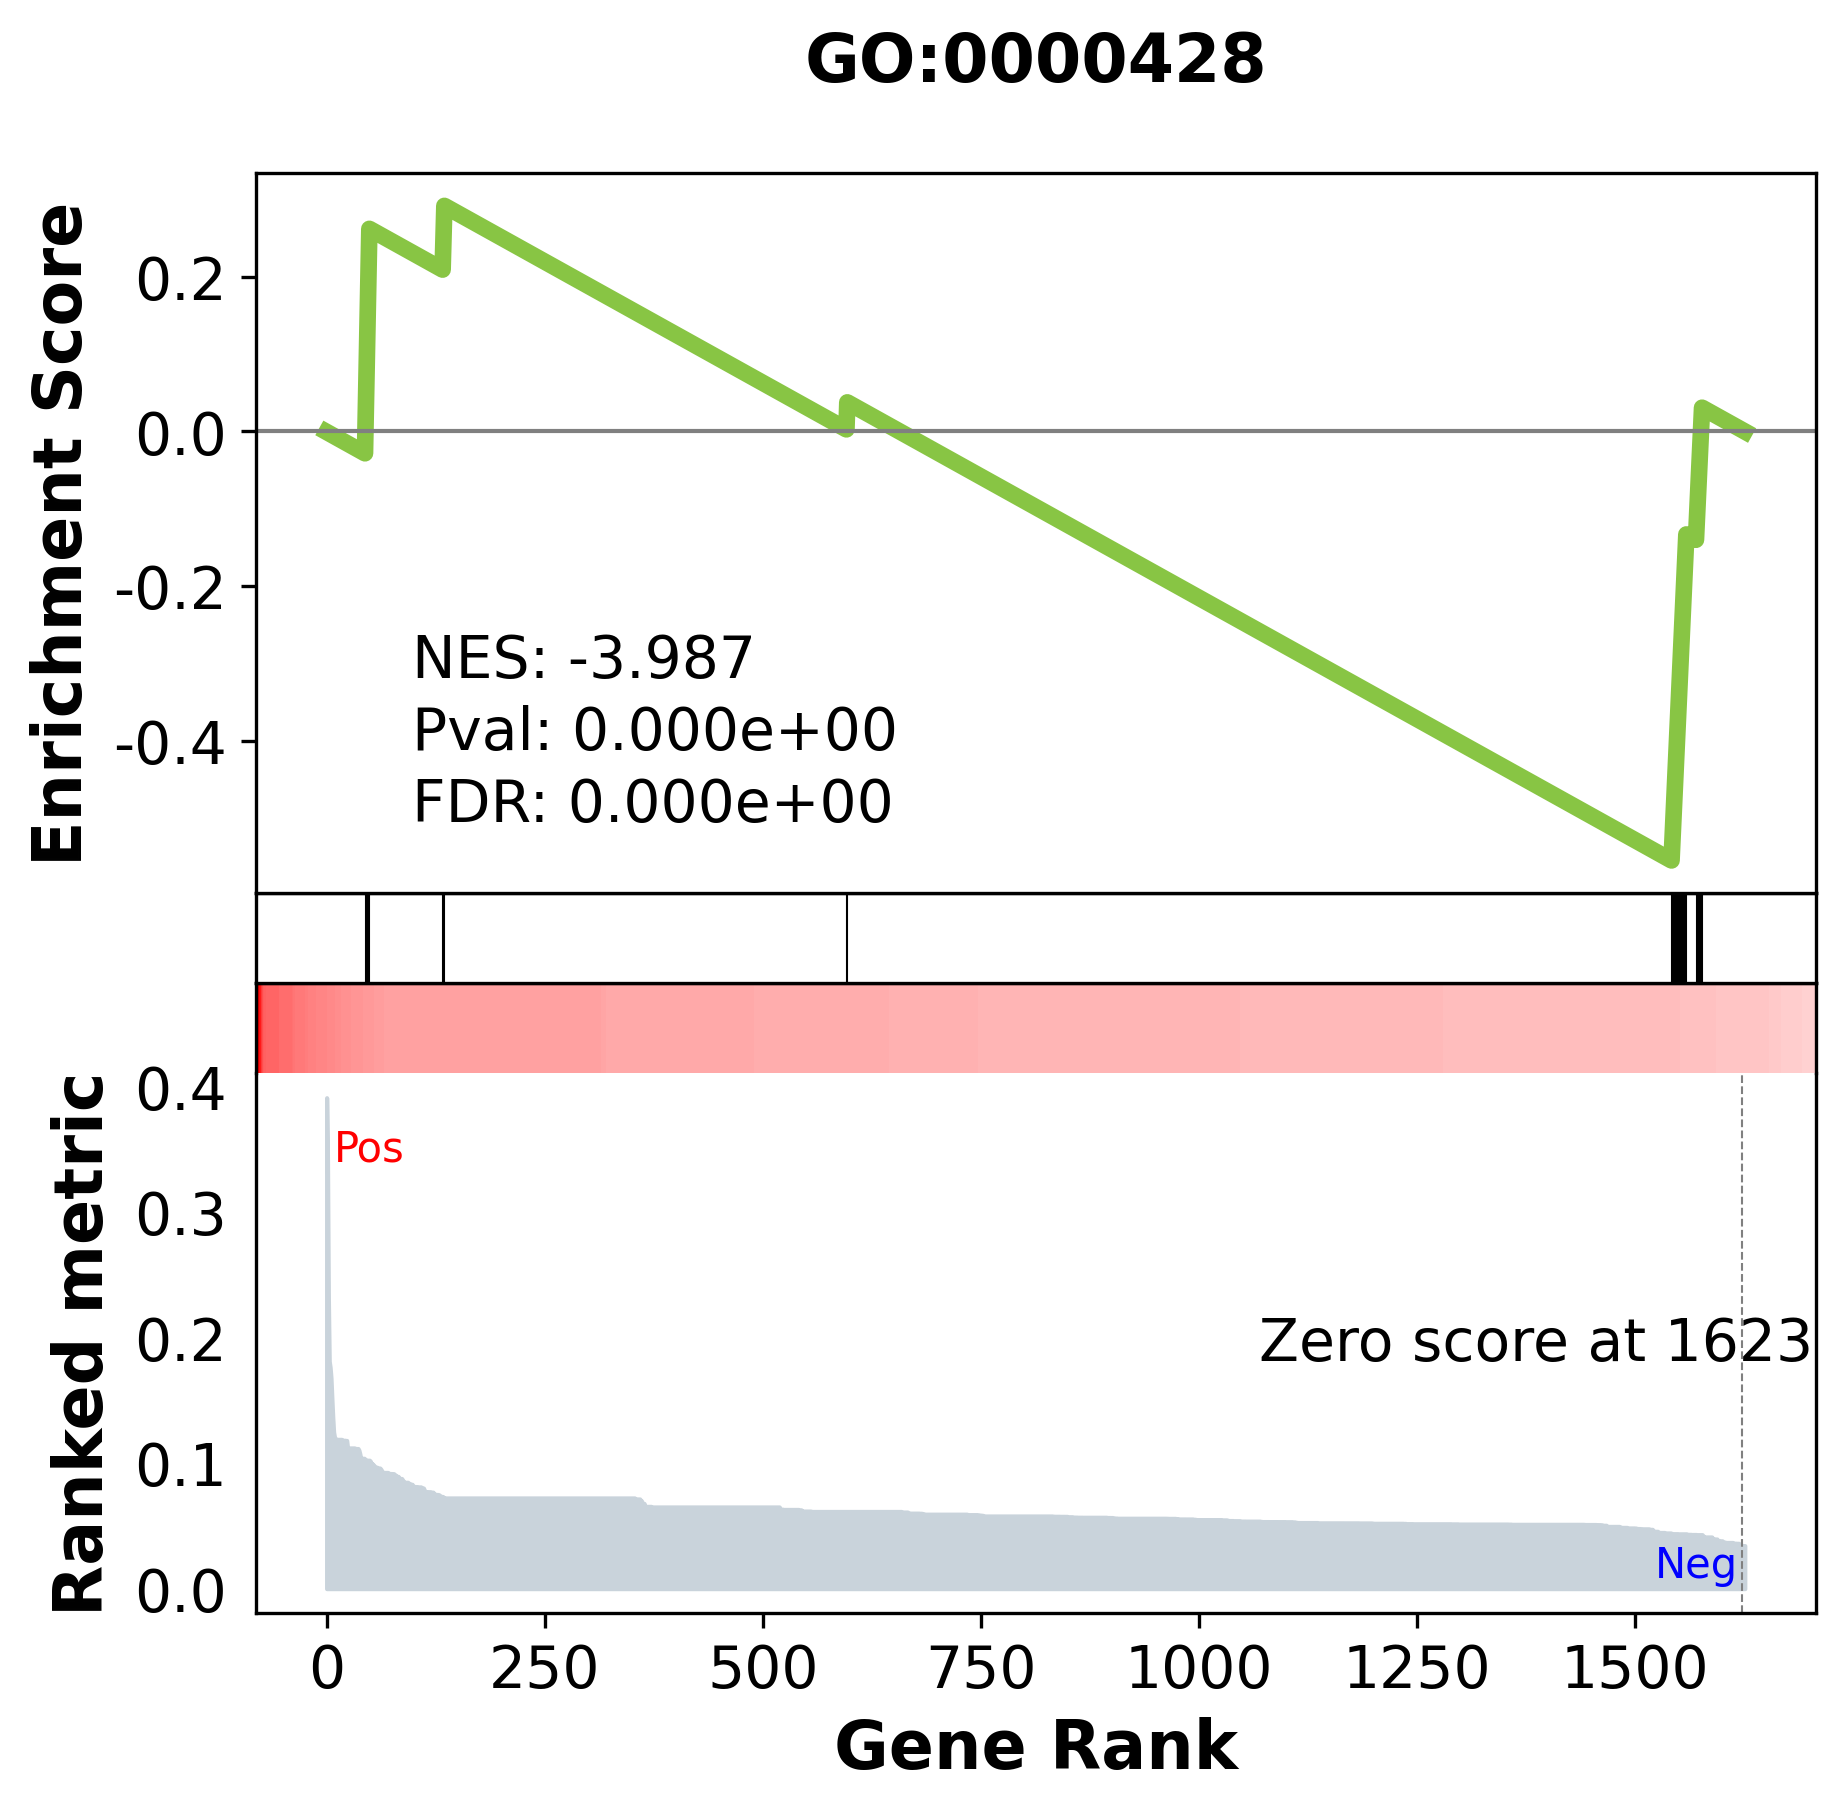 GO:0000428
Enrichment Score
0.2
0.0
-0.2
-0.4
NES: -3.987
Pval: 0.000e+00
FDR: 0.000e+00
Ranked metric
0.4
0.3
0.2
0.1
0.0
Pos
Zero score at 1623
Neg
0 250 500 750 1000 1250 1500
Gene Rank